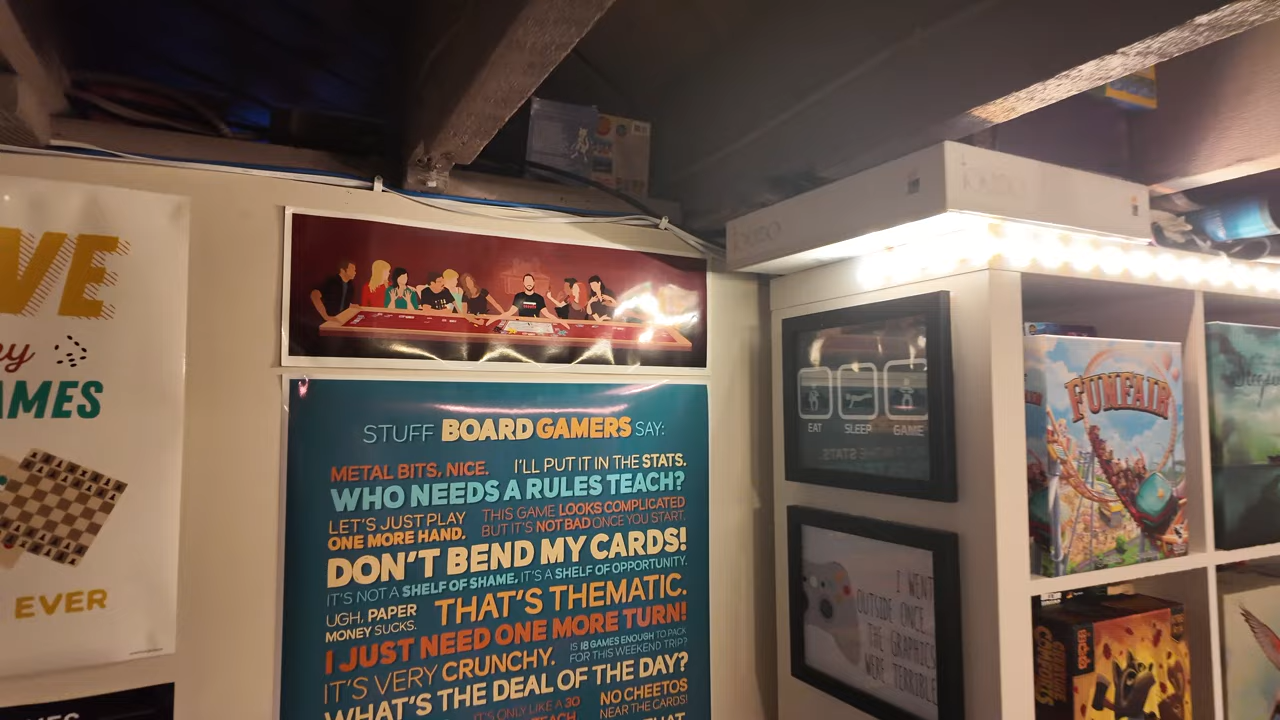 VE
AMES
EVER
STUFF BOARD GAMERS SAY:
METAL BITS, NICE.
I'LL PUT IT IN THE STATS.
WHO NEEDS A RULES TEACH?
LET'S JUST PLAY
ONE MORE HAND.
THIS GAME LOOKS COMPLICATED
BUT IT'S NOT BAD ONCE YOU START.
DON'T BEND MY CARDS!
IT'S NOT A SHELF OF SHAME, IT'S A SHELF OF OPPORTUNITY.
UGH, PAPER
MONEY SUCKS.
THAT'S THEMATIC.
I JUST NEED ONE MORE TURN!
IT'S VERY CRUNCHY.
IS 18 GAMES ENOUGH TO PACK
FOR THIS WEEKEND TRIP?
WHAT'S THE DEAL OF THE DAY?
IT'S ONLY LIKE A 30
TEACH
NO CHEETOS
NEAR THE CARDS!
EAT SLEEP GAME
I WENT
OUTSIDE ONCE...
THE GRAPHICS
WERE TERRIBLE
FUNFAIR